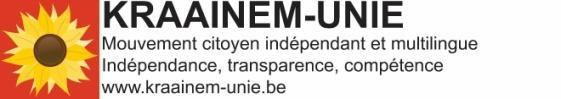 KRAAINEM-UNIE
Mouvement citoyen indépendant et multilingue
Indépendance, transparence, compétence
www.kraainem-unie.be